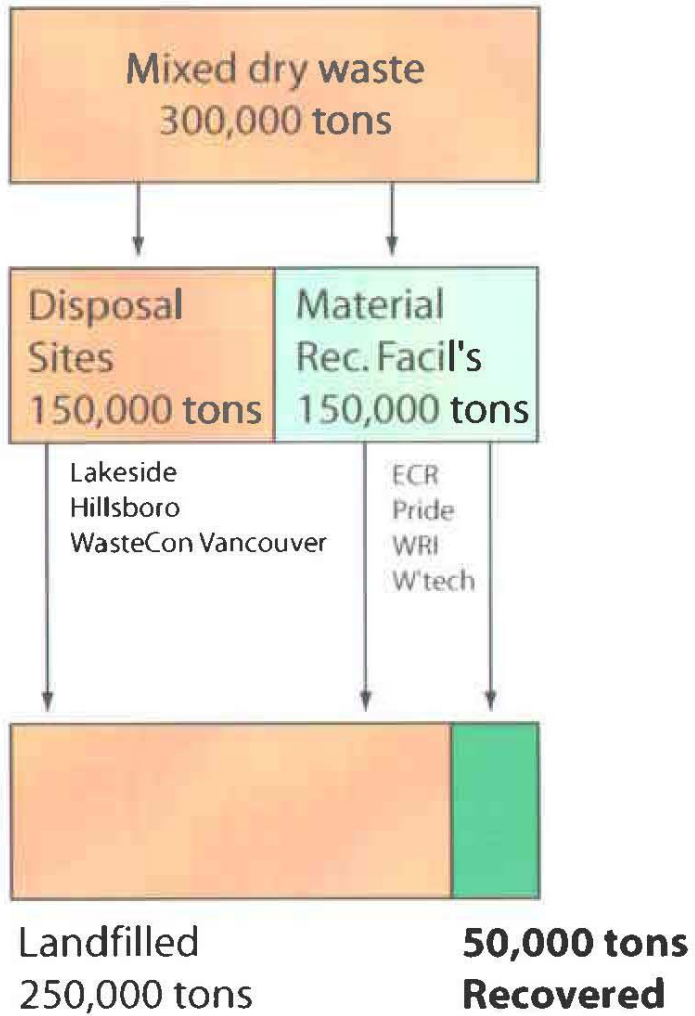 Mixed dry waste
300,000 tons
Disposal
Sites
150,000 tons
Material
Rec. Facil's
150,000 tons
Lakeside
Hillsboro
WasteCon Vancouver
ECR
Pride
WRI
W'tech
Landfilled
250,000 tons
50,000 tons
Recovered